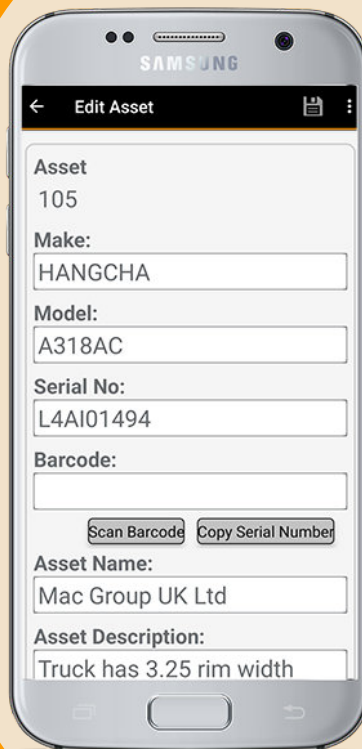 SAMSUNG
Edit Asset
Asset
105
Make:
HANGCHA
Model:
A318AC
Serial No:
L4AI01494
Barcode:
Scan Barcode Copy Serial Number
Asset Name:
Mac Group UK Ltd
Asset Description:
Truck has 3.25 rim width